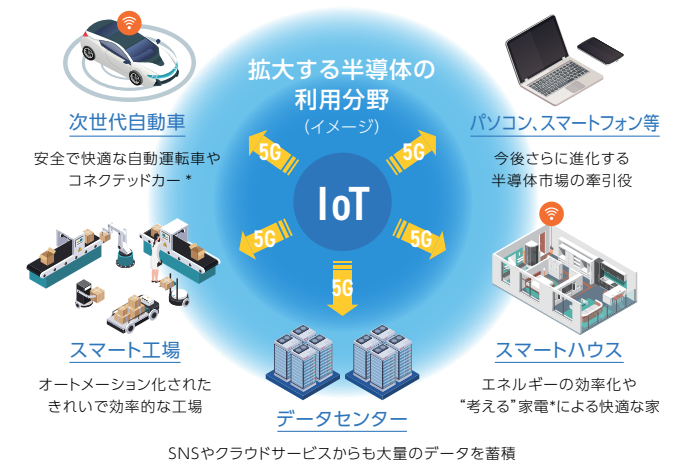 拡大する半導体の
利用分野
(イメージ)
IoT
5G
5G
5G
5G
5G
次世代自動車
安全で快適な自動運転車や
コネクテッドカー *
パソコン、スマートフォン等
今後さらに進化する
半導体市場の牽引役
スマート工場
オートメーション化された
きれいで効率的な工場
スマートハウス
エネルギーの効率化や
“考える”家電*による快適な家
データセンター
SNSやクラウドサービスからも大量のデータを蓄積